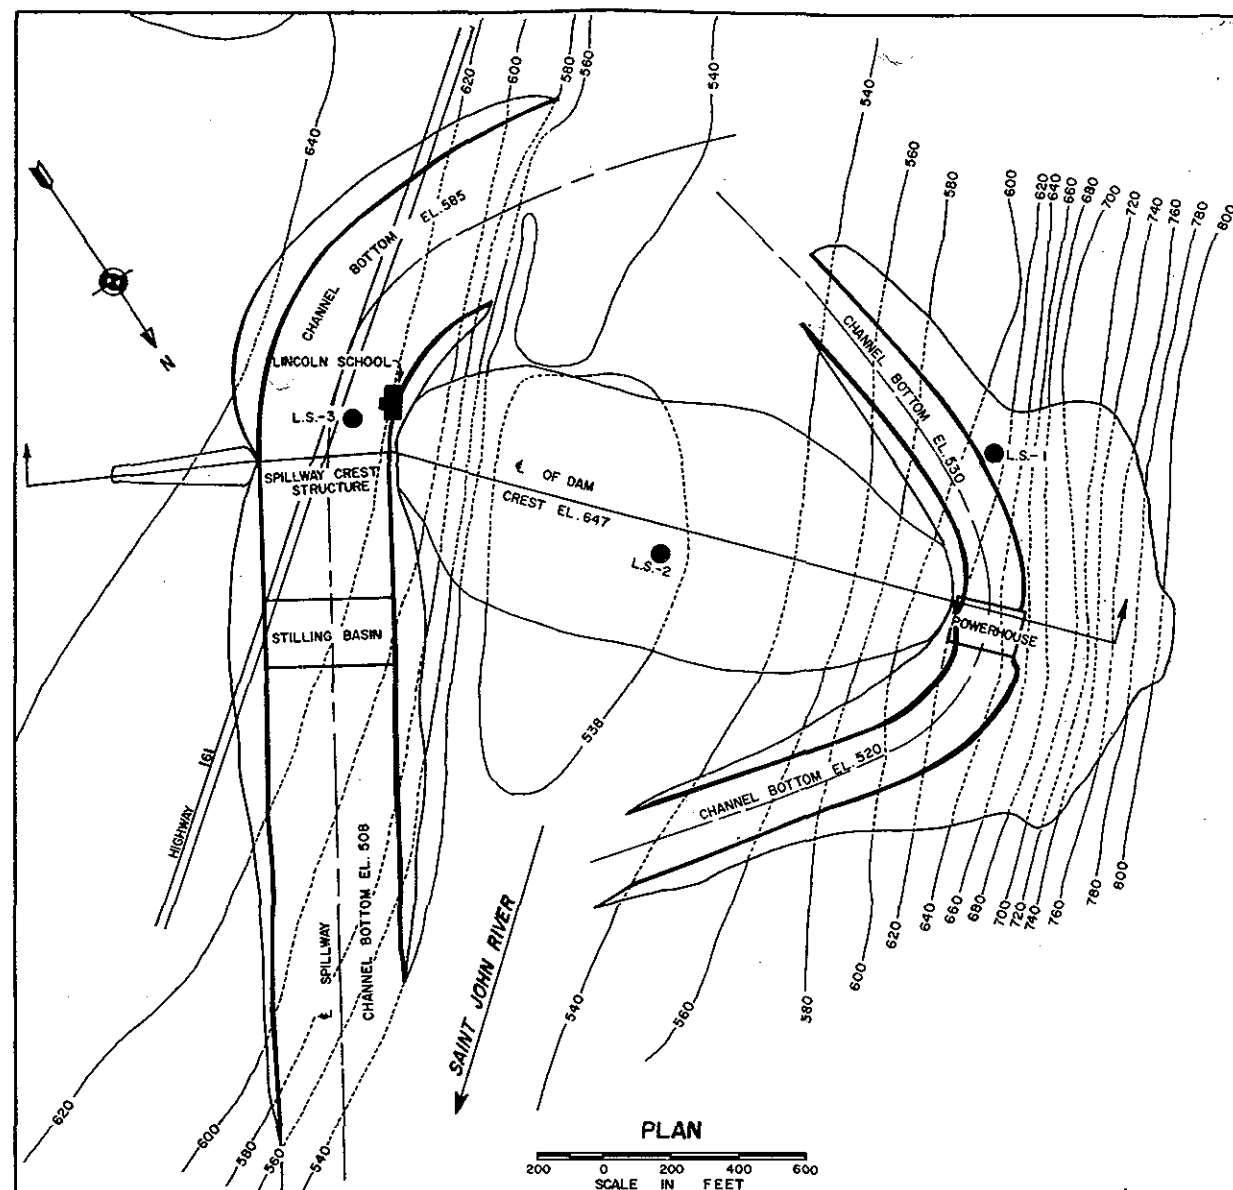 620
600
580
560
540
540
640
560
580
600
620
640
660
680
700
720
740
760
780
800
CHANNEL BOTTOM EL. 585
N
LINCOLN SCHOOL
L.S.-3
CHANNEL BOTTOM EL. 530
L.S.-1
SPILLWAY CREST
STRUCTURE
℄ OF DAM
CREST EL. 647
L.S.-2
STILLING BASIN
POWERHOUSE
538
HIGHWAY 161
CHANNEL BOTTOM EL. 520
℄ SPILLWAY
CHANNEL BOTTOM EL. 508
SAINT JOHN RIVER
620
600
580
560
540
540
560
580
600
620
640
660
680
700
720
740
760
780
800
PLAN
200 0 200 400 600
SCALE IN FEET